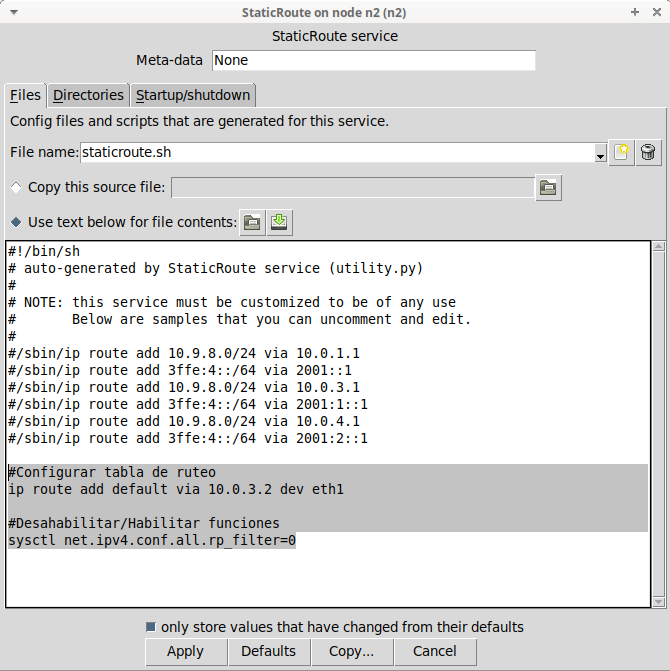 StaticRoute on node n2 (n2)
StaticRoute service
Meta-data None
Files Directories Startup/shutdown
Config files and scripts that are generated for this service.
File name: staticroute.sh
Copy this source file:
Use text below for file contents:
#!/bin/sh
# auto-generated by StaticRoute service (utility.py)
#
# NOTE: this service must be customized to be of any use
#       Below are samples that you can uncomment and edit.
#
#/sbin/ip route add 10.9.8.0/24 via 10.0.1.1
#/sbin/ip route add 3ffe:4::/64 via 2001::1
#/sbin/ip route add 10.9.8.0/24 via 10.0.3.1
#/sbin/ip route add 3ffe:4::/64 via 2001:1::1
#/sbin/ip route add 10.9.8.0/24 via 10.0.4.1
#/sbin/ip route add 3ffe:4::/64 via 2001:2::1
#Configurar tabla de ruteo
ip route add default via 10.0.3.2 dev eth1
#Desahabilitar/Habilitar funciones
sysctl net.ipv4.conf.all.rp_filter=0
only store values that have changed from their defaults
Apply Defaults Copy... Cancel